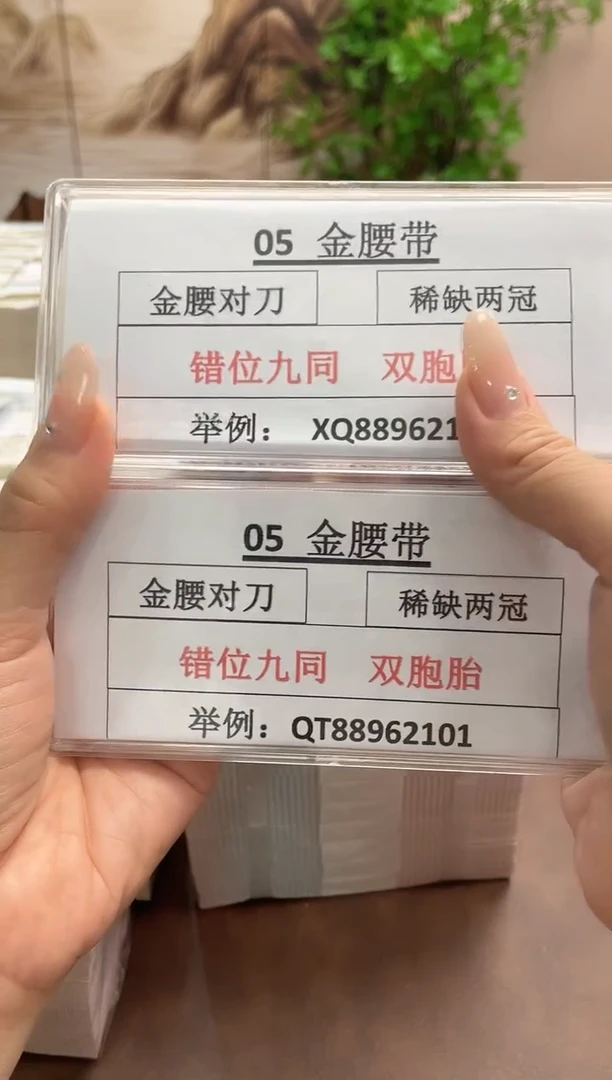 05 金腰带
金腰对刀 稀缺两冠
错位九同 双胞
举例： XQ889621
05 金腰带
金腰对刀 稀缺两冠
错位九同 双胞胎
举例：QT88962101